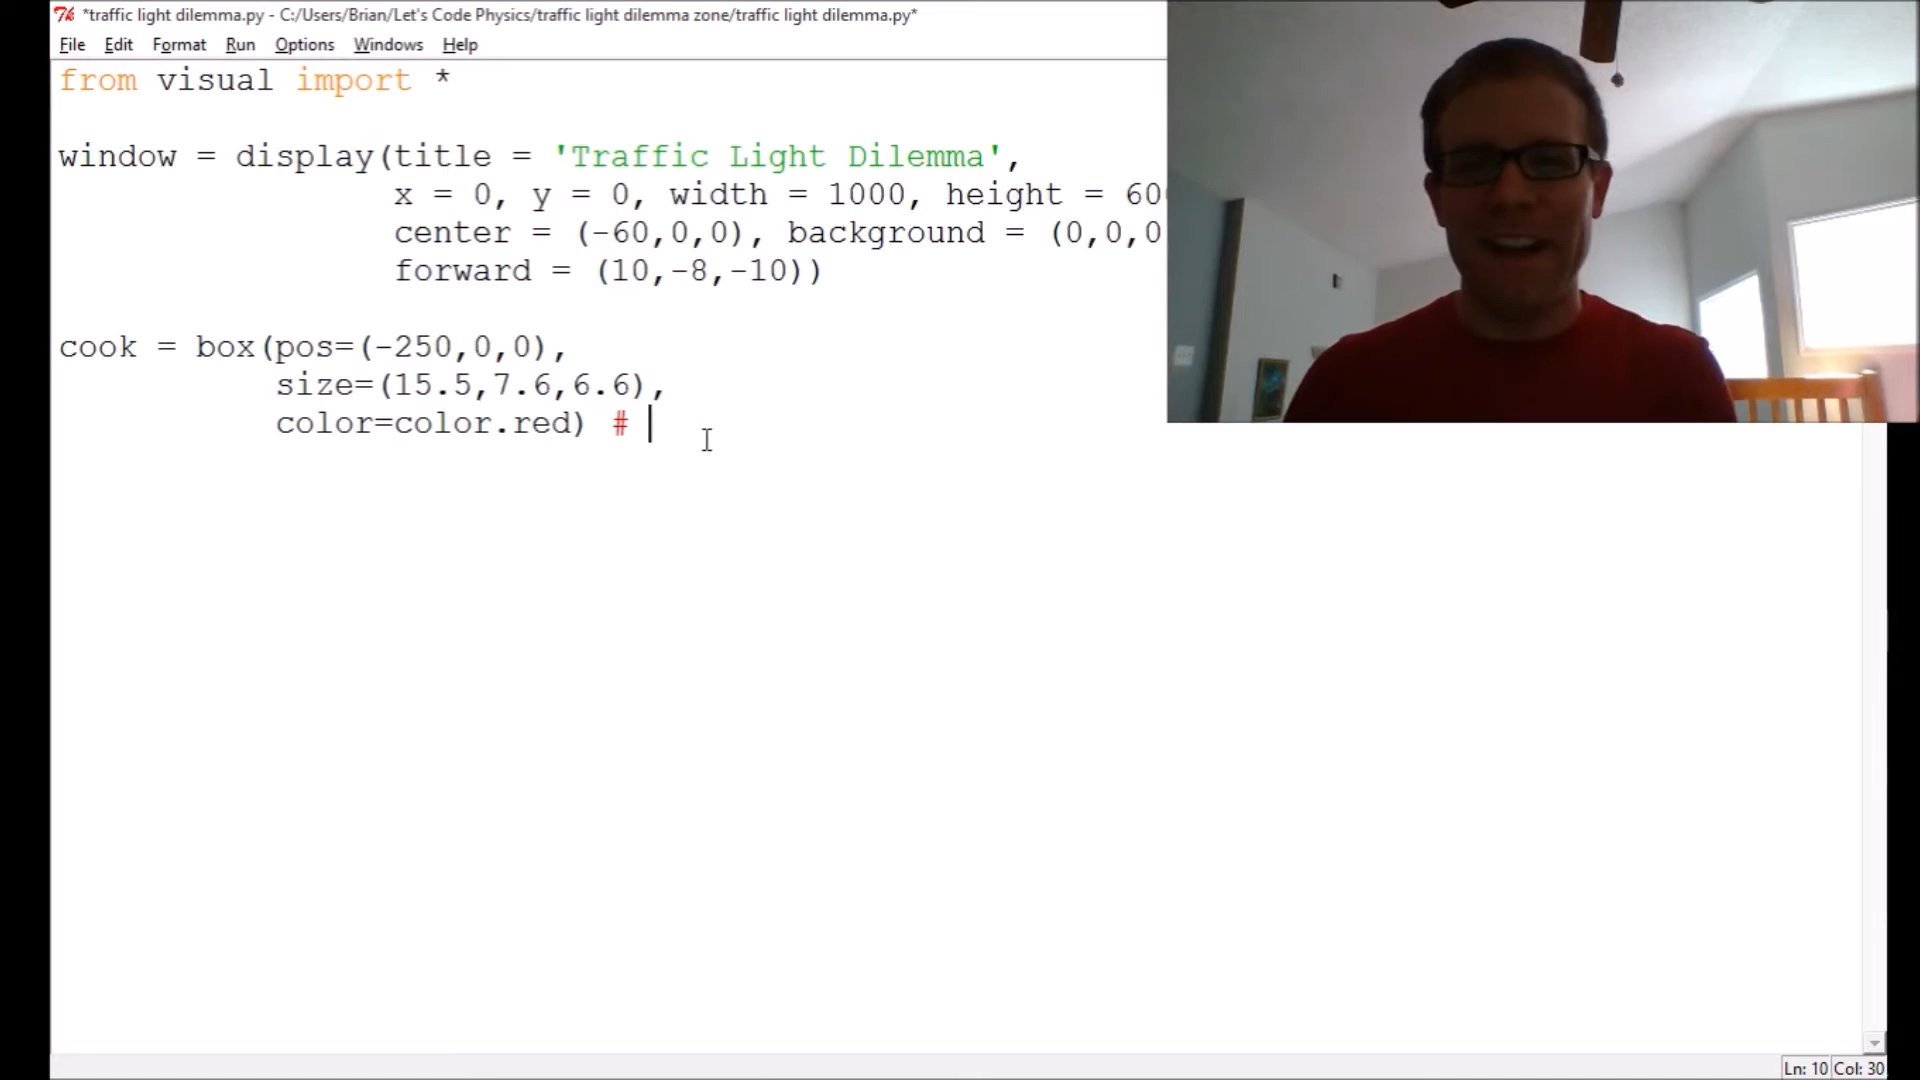 *traffic light dilemma.py - C:/Users/Brian/Let's Code Physics/traffic light dilemma zone/traffic light dilemma.py*
File Edit Format Run Options Windows Help
from visual import *
window = display(title = 'Traffic Light Dilemma',
x = 0, y = 0, width = 1000, height = 60
center = (-60,0,0), background = (0,0,0
forward = (10,-8,-10))
cook = box(pos=(-250,0,0),
size=(15.5,7.6,6.6),
color=color.red) #
Ln: 10 Col: 30